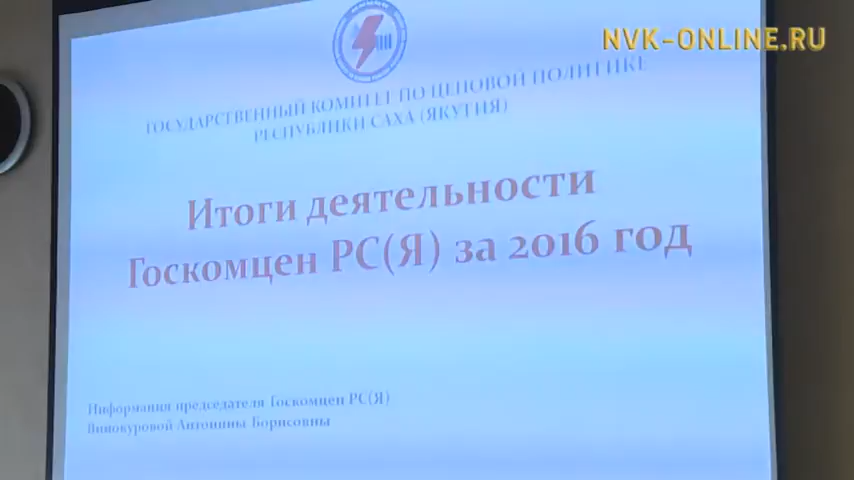 NVK-ONLINE.RU
ГОСУДАРСТВЕННЫЙ КОМИТЕТ ПО ЦЕНОВОЙ ПОЛИТИКЕ
РЕСПУБЛИКИ САХА (ЯКУТИЯ)
Итоги деятельности
Госкомцен РС(Я) за 2016 год
Информация председателя Госкомцен РС(Я)
Винокуровой Антонины Борисовны